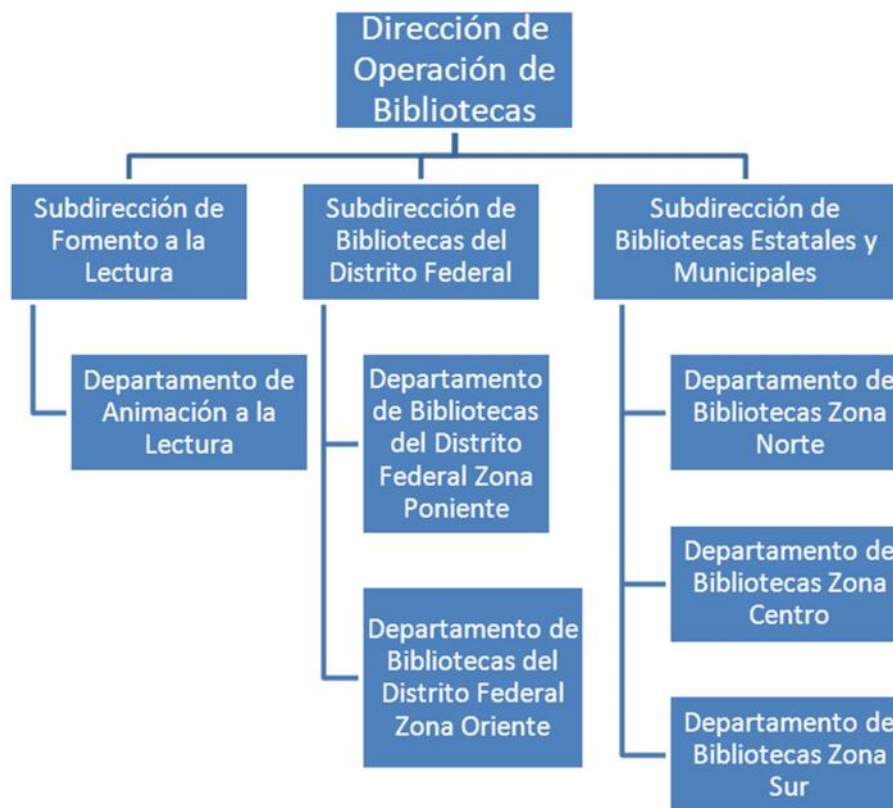 Dirección de
Operación de
Bibliotecas
Subdirección de
Fomento a la
Lectura
Departamento de
Animación a la
Lectura
Subdirección de
Bibliotecas del
Distrito Federal
Departamento
de Bibliotecas
del Distrito
Federal Zona
Poniente
Departamento de
Bibliotecas del
Distrito Federal
Zona Oriente
Subdirección de
Bibliotecas Estatales y
Municipales
Departamento de
Bibliotecas Zona
Norte
Departamento de
Bibliotecas Zona
Centro
Departamento de
Bibliotecas Zona
Sur